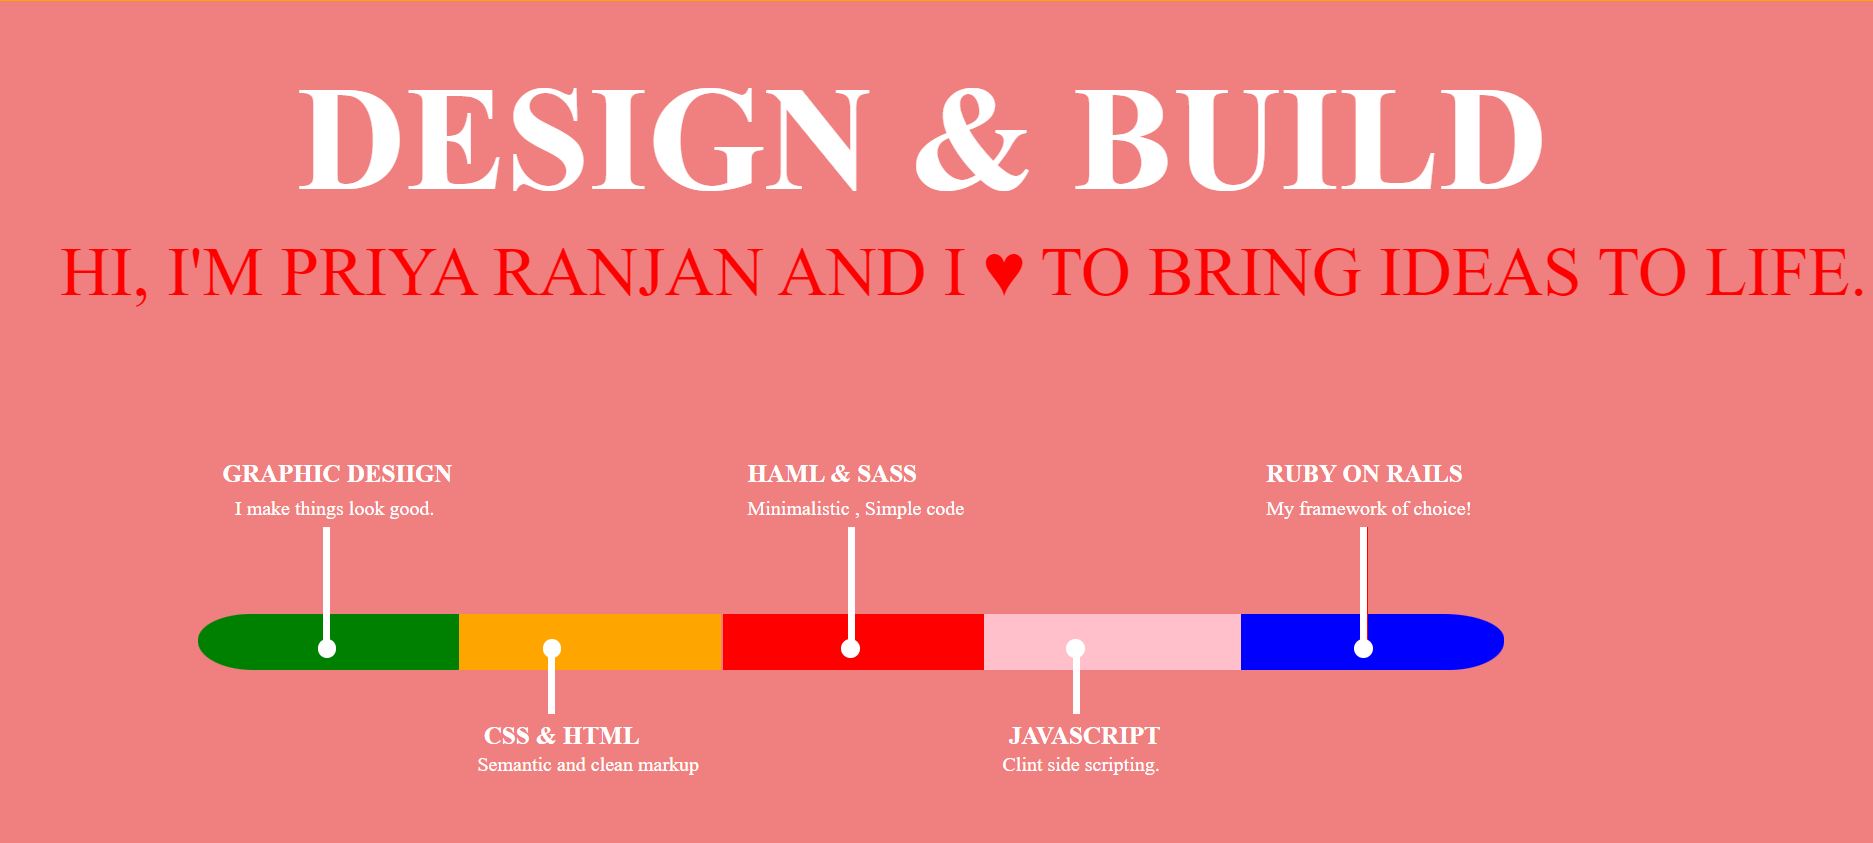 DESIGN & BUILD
HI, I'M PRIYA RANJAN AND I ♥ TO BRING IDEAS TO LIFE.
GRAPHIC DESIIGN
I make things look good.
HAML & SASS
Minimalistic , Simple code
RUBY ON RAILS
My framework of choice!
CSS & HTML
Semantic and clean markup
JAVASCRIPT
Clint side scripting.